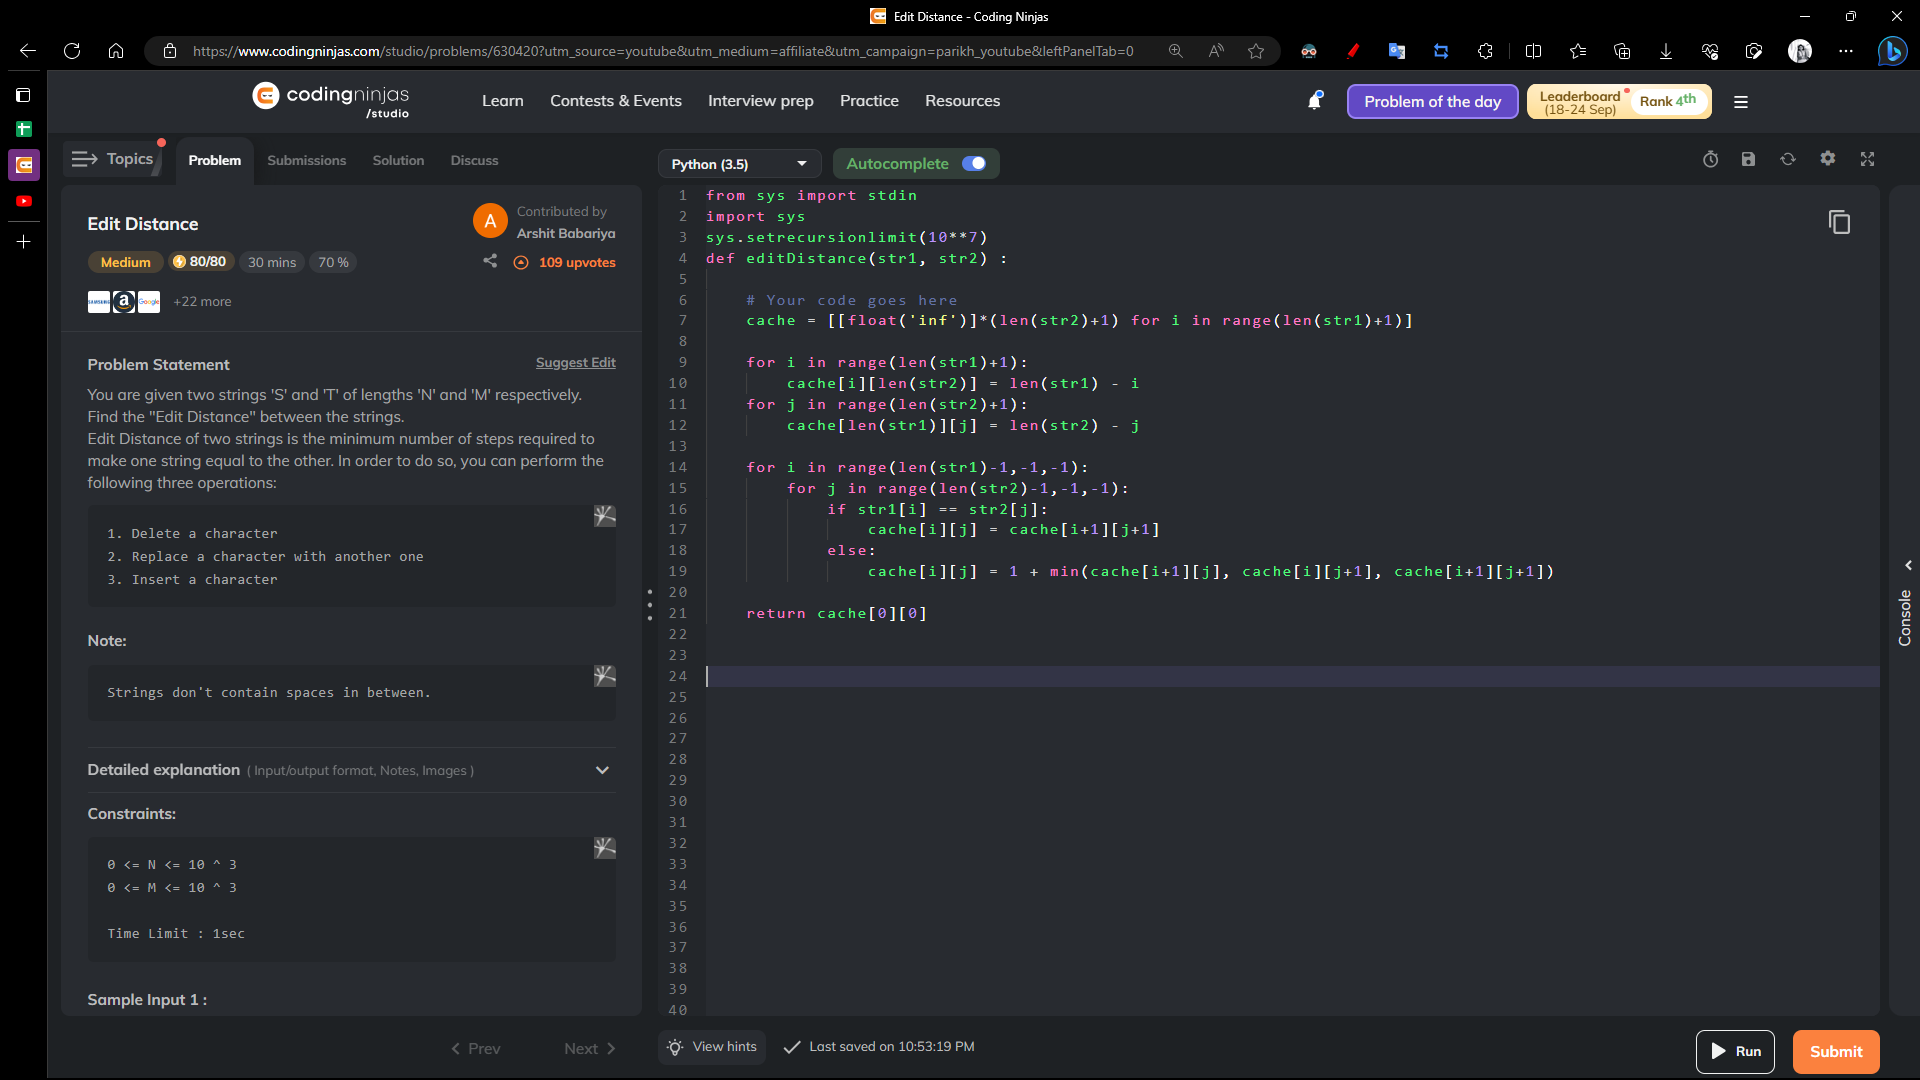 Edit Distance - Coding Ninjas
https://www.codingninjas.com/studio/problems/630420?utm_source=youtube&utm_medium=affiliate&utm_campaign=parikh_youtube&leftPanelTab=0
codingninjas
/studio
Learn
Contests & Events
Interview prep
Practice
Resources
Problem of the day
Leaderboard
(18-24 Sep)
Rank 4th
Topics
Problem
Submissions
Solution
Discuss
Python (3.5)
Autocomplete
Edit Distance
A
Contributed by
Arshit Babariya
Medium
80/80
30 mins
70 %
109 upvotes
SAMSUNG
a
Google
+22 more
Problem Statement
Suggest Edit
You are given two strings 'S' and 'T' of lengths 'N' and 'M' respectively.
Find the "Edit Distance" between the strings.
Edit Distance of two strings is the minimum number of steps required to
make one string equal to the other. In order to do so, you can perform the
following three operations:
1. Delete a character
2. Replace a character with another one
3. Insert a character
Note:
Strings don't contain spaces in between.
Detailed explanation ( Input/output format, Notes, Images )
Constraints:
0 <= N <= 10 ^ 3
0 <= M <= 10 ^ 3
Time Limit : 1sec
Sample Input 1 :
Prev
Next
1 from sys import stdin
2 import sys
3 sys.setrecursionlimit(10**7)
4 def editDistance(str1, str2) :
5
6     # Your code goes here
7     cache = [[float('inf')]*(len(str2)+1) for i in range(len(str1)+1)]
8
9     for i in range(len(str1)+1):
10         cache[i][len(str2)] = len(str1) - i
11     for j in range(len(str2)+1):
12         cache[len(str1)][j] = len(str2) - j
13
14     for i in range(len(str1)-1,-1,-1):
15         for j in range(len(str2)-1,-1,-1):
16             if str1[i] == str2[j]:
17                 cache[i][j] = cache[i+1][j+1]
18             else:
19                 cache[i][j] = 1 + min(cache[i+1][j], cache[i][j+1], cache[i+1][j+1])
20
21     return cache[0][0]
22
23
24
25
26
27
28
29
30
31
32
33
34
35
36
37
38
39
40
Console
View hints
Last saved on 10:53:19 PM
Run
Submit